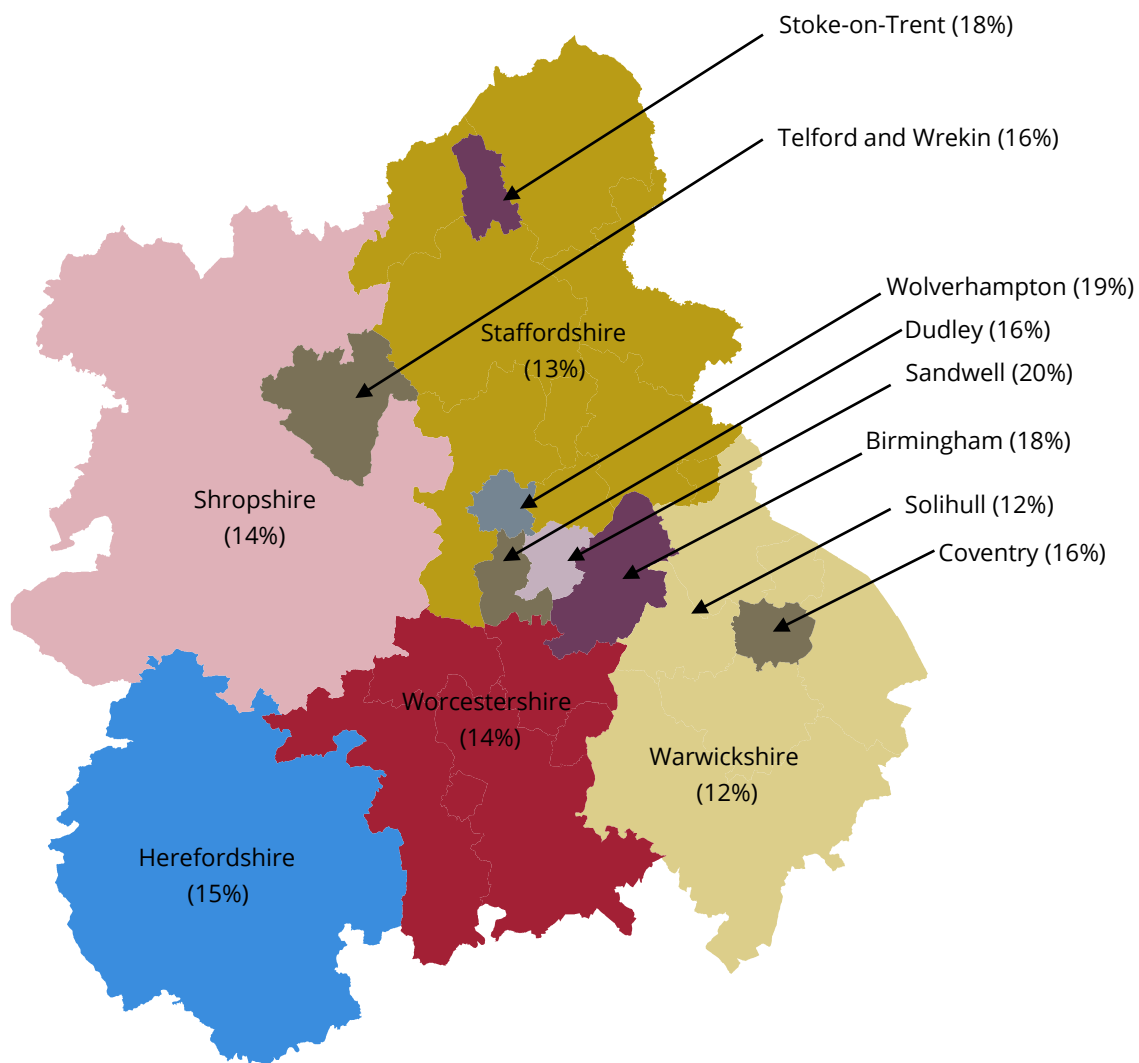 Stoke-on-Trent (18%)
Telford and Wrekin (16%)
Wolverhampton (19%)
Dudley (16%)
Staffordshire
(13%)
Sandwell (20%)
Birmingham (18%)
Shropshire
(14%)
Solihull (12%)
Coventry (16%)
Worcestershire
(14%)
Warwickshire
(12%)
Herefordshire
(15%)